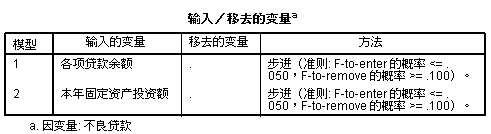 输入／移去的变量a
模型 输入的变量 移去的变量 方法
1 各项贷款余额 . 步进（准则: F-to-enter 的概率 <= .
050，F-to-remove 的概率 >= .100）。
2 本年固定资产投资额 . 步进（准则: F-to-enter 的概率 <= .
050，F-to-remove 的概率 >= .100）。
a. 因变量: 不良贷款